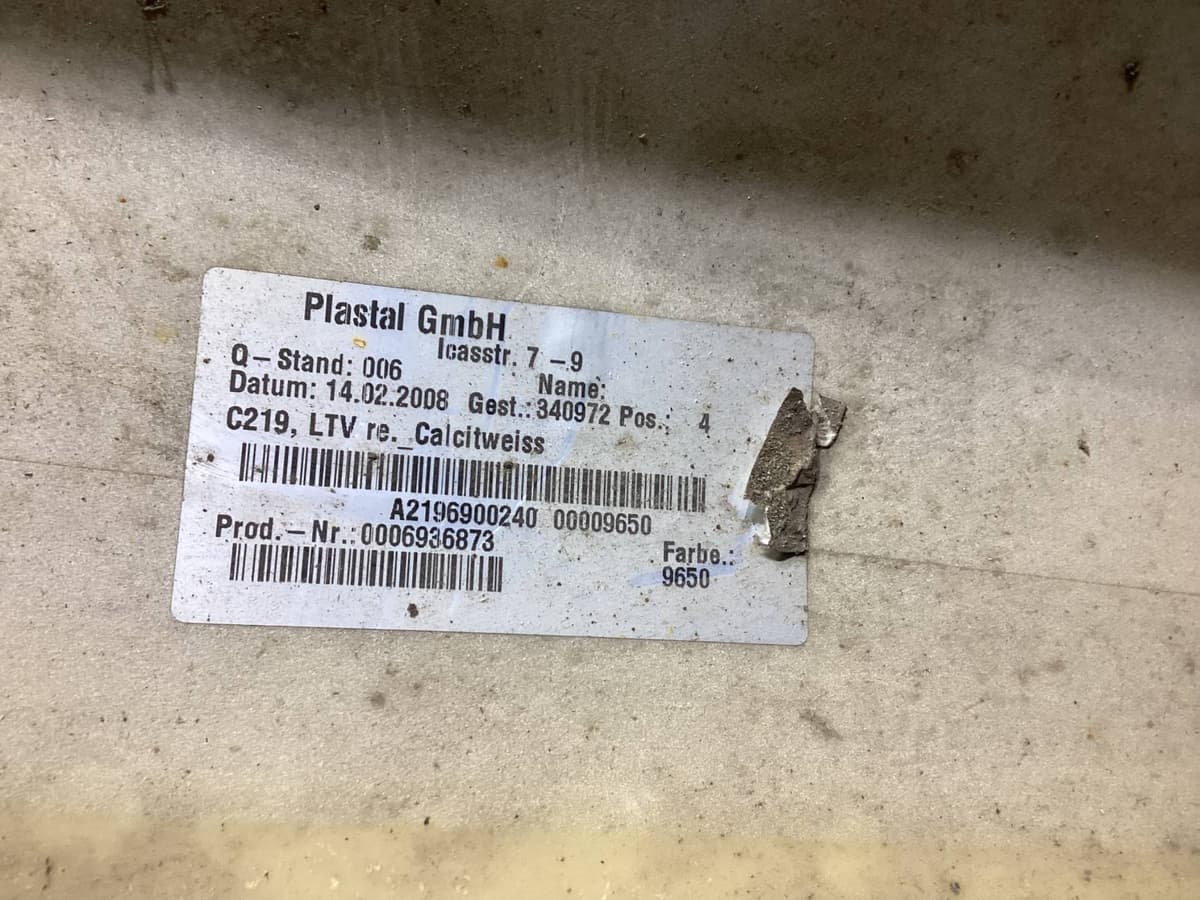 Plastal GmbH
Icasstr. 7 -9
Q-Stand: 006 Name:
Datum: 14.02.2008 Gest.: 340972 Pos.: 4
C219, LTV re._Calcitweiss
A2196900240 00009650
Prod.-Nr.:0006936873
Farbe.:
9650